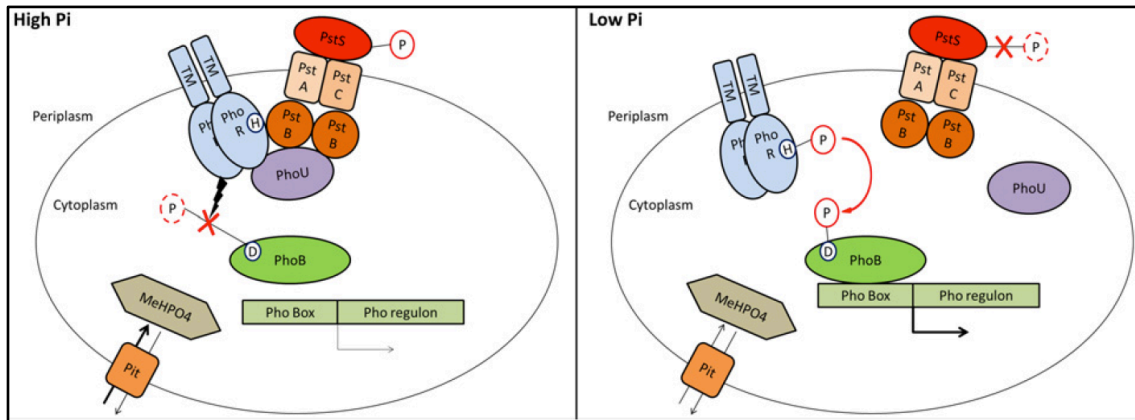 High Pi
PstS
P
TM
TM
Pst
A
Pst
C
Periplasm
Ph
Pho
R
H
Pst
B
Pst
B
PhoU
Cytoplasm
P
D
PhoB
MeHPO4
Pho Box
Pho regulon
Pit
Low Pi
PstS
P
TM
TM
Pst
A
Pst
C
Periplasm
Ph
Pho
R
H
P
Pst
B
Pst
B
PhoU
Cytoplasm
P
D
PhoB
MeHPO4
Pho Box
Pho regulon
Pit